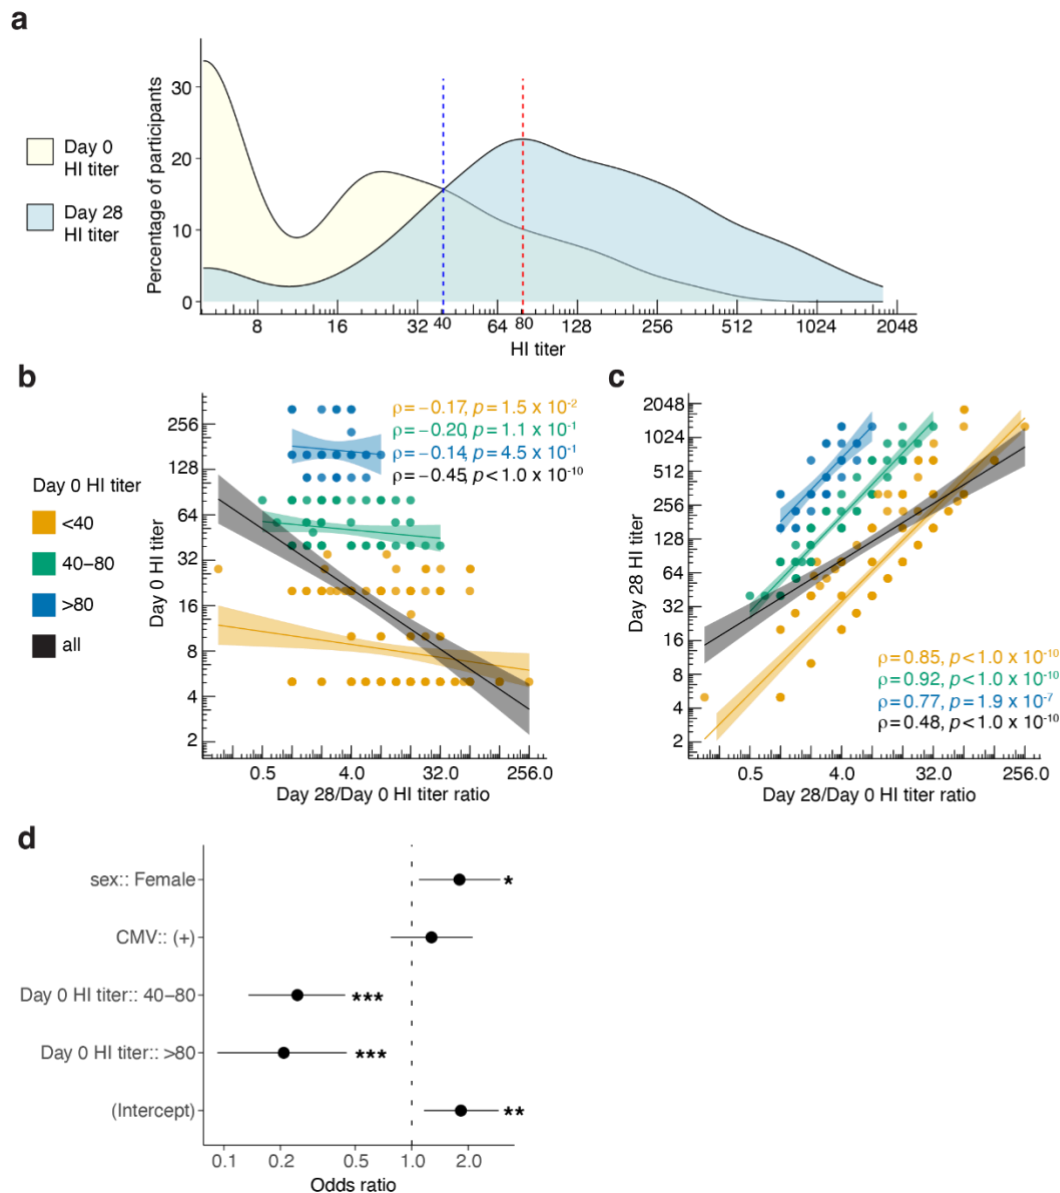 a
Percentage of participants
30
20
10
0
Day 0
HI titer
Day 28
HI titer
8 16 32 40 64 80 128 256 512 1024 2048
HI titer
b
Day 0 HI titer
<40
40–80
>80
all
Day 0 HI titer
256
128
64
32
16
8
4
2
ρ=−0.17, p=1.5 x 10-2
ρ=−0.20, p=1.1 x 10-1
ρ=−0.14, p=4.5 x 10-1
ρ=−0.45, p<1.0 x 10-10
0.5 4.0 32.0 256.0
Day 28/Day 0 HI titer ratio
c
Day 28 HI titer
2048
1024
512
256
128
64
32
16
8
4
2
ρ=0.85, p<1.0 x 10-10
ρ=0.92, p<1.0 x 10-10
ρ=0.77, p=1.9 x 10-7
ρ=0.48, p<1.0 x 10-10
0.5 4.0 32.0 256.0
Day 28/Day 0 HI titer ratio
d
sex:: Female
*
CMV:: (+)
Day 0 HI titer:: 40–80
***
Day 0 HI titer:: >80
***
(Intercept)
**
0.1 0.2 0.5 1.0 2.0
Odds ratio